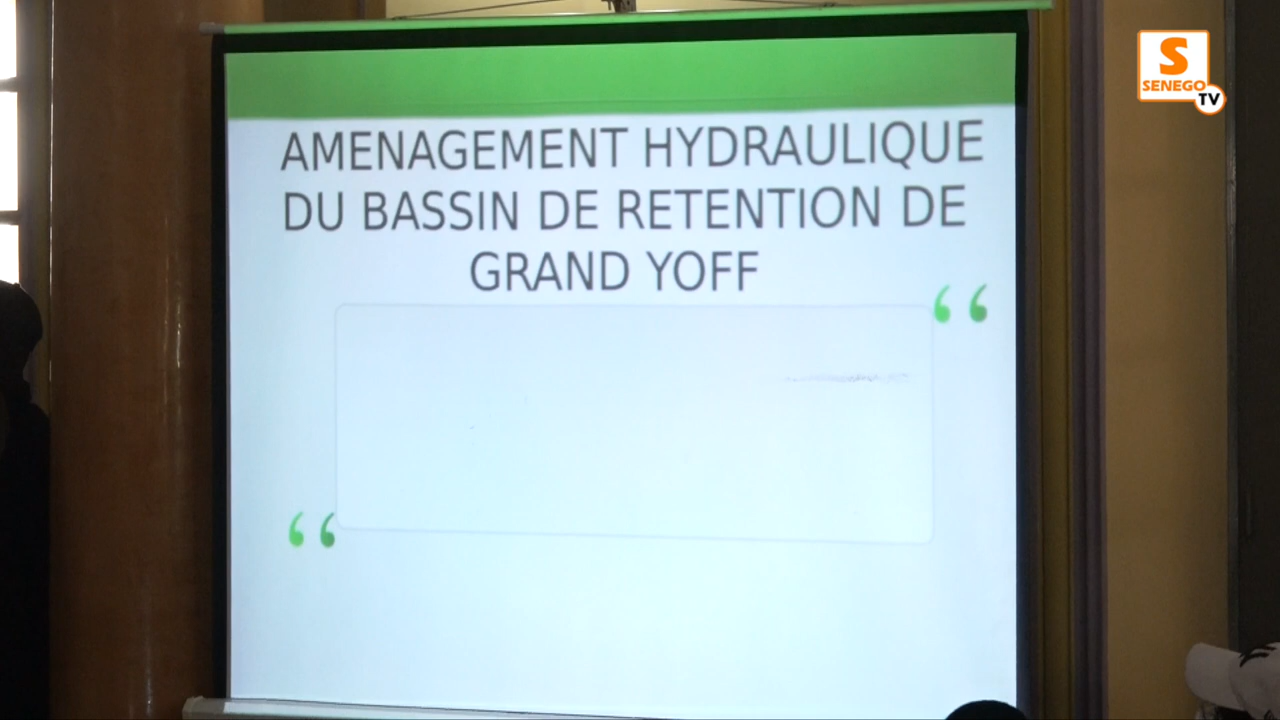 S
SENEGO
TV
AMENAGEMENT HYDRAULIQUE
DU BASSIN DE RETENTION DE
GRAND YOFF